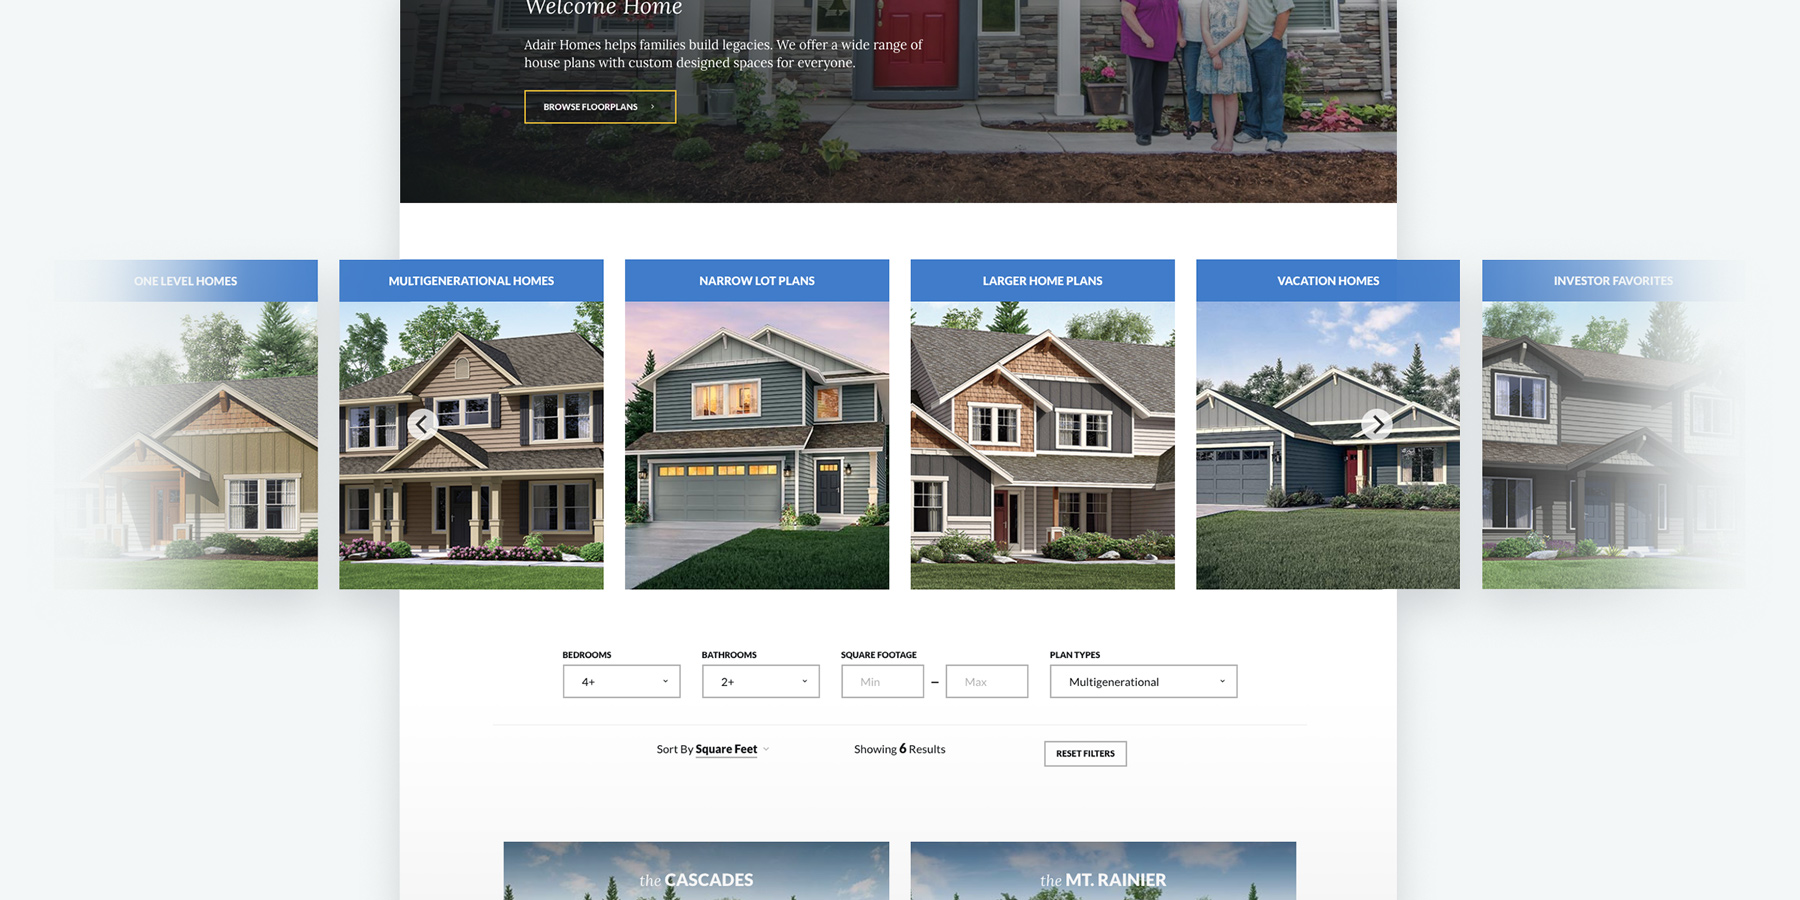 Welcome Home
Adair Homes helps families build legacies. We offer a wide range of
house plans with custom designed spaces for everyone.
BROWSE FLOORPLANS
ONE LEVEL HOMES
MULTIGENERATIONAL HOMES
NARROW LOT PLANS
LARGER HOME PLANS
VACATION HOMES
INVESTOR FAVORITES
BEDROOMS
BATHROOMS
SQUARE FOOTAGE
PLAN TYPES
4+
2+
Min
–
Max
Multigenerational
Sort By Square Feet
Showing 6 Results
RESET FILTERS
the CASCADES
the MT. RAINIER